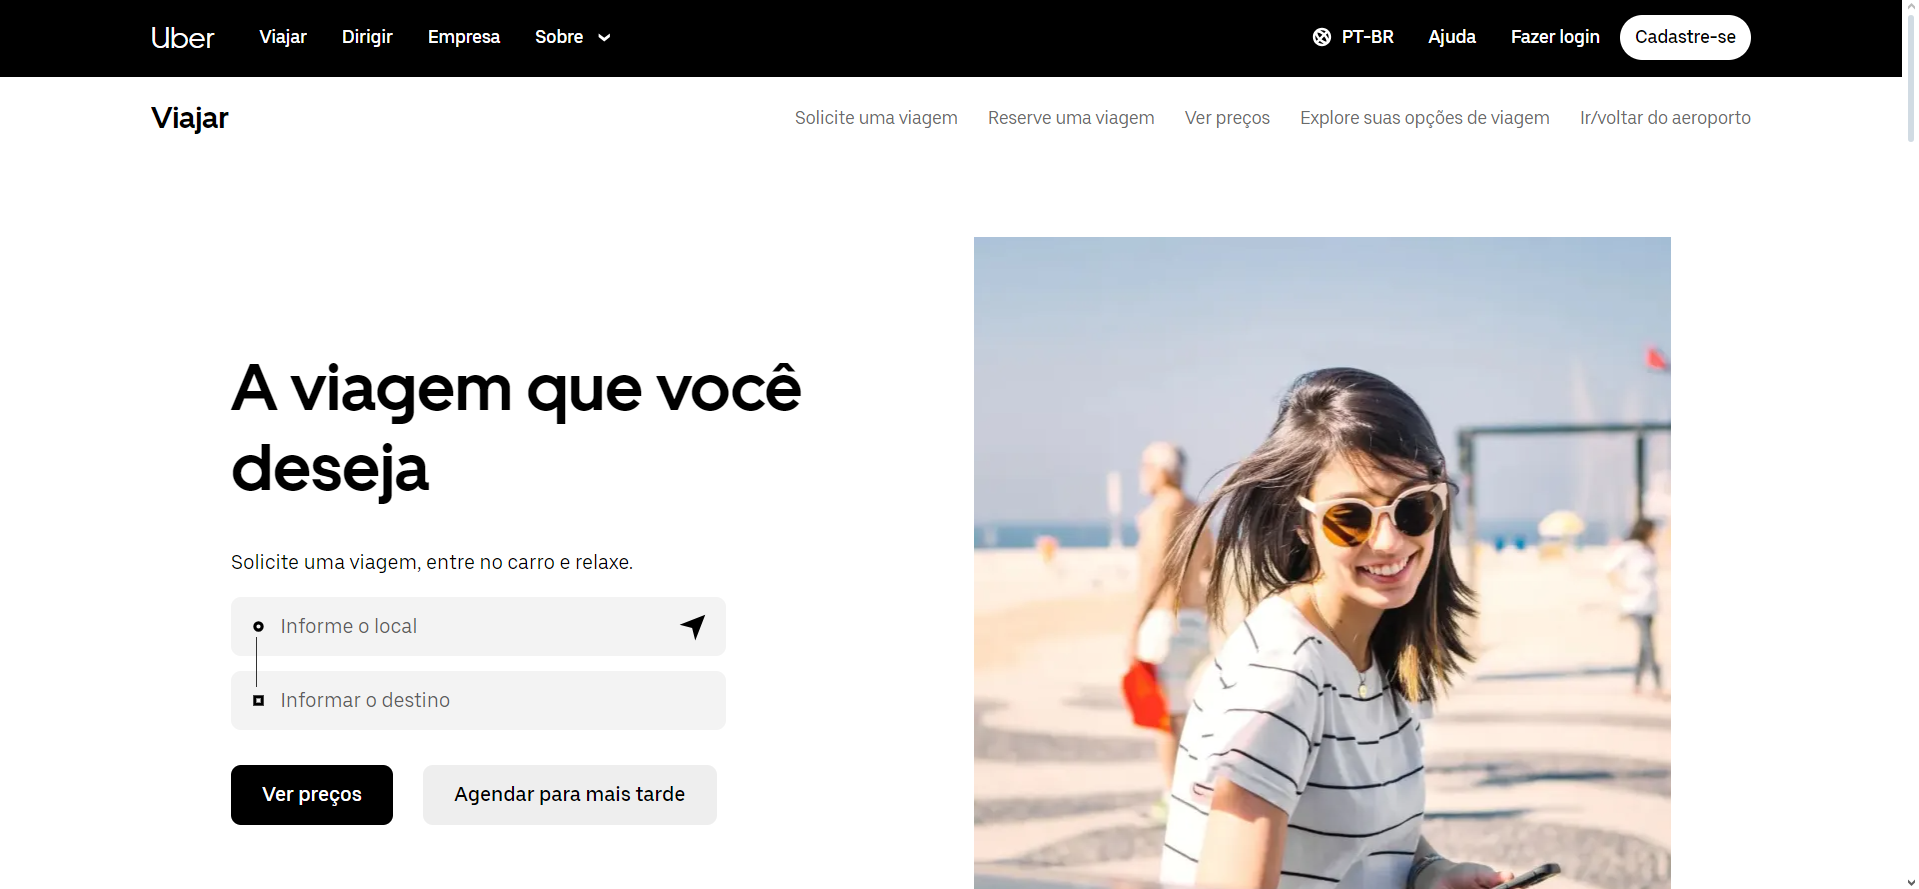 Uber Viajar Dirigir Empresa Sobre PT-BR Ajuda Fazer login Cadastre-se
Viajar Solicite uma viagem Reserve uma viagem Ver preços Explore suas opções de viagem Ir/voltar do aeroporto
A viagem que você
deseja
Solicite uma viagem, entre no carro e relaxe.
Informe o local
Informar o destino
Ver preços Agendar para mais tarde